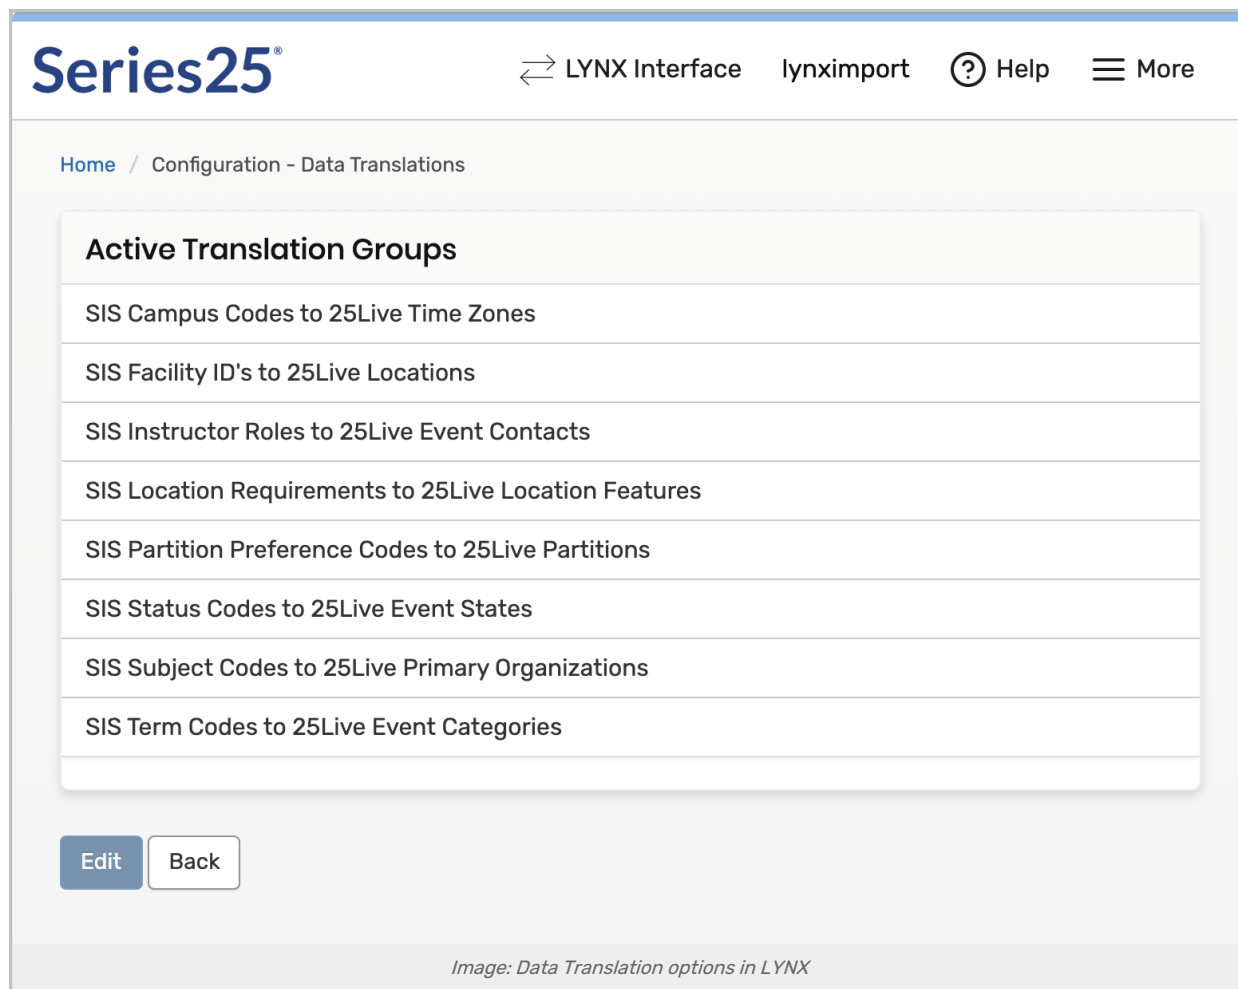 Series25®
LYNX Interface lynximport Help More
Home / Configuration - Data Translations
Active Translation Groups
SIS Campus Codes to 25Live Time Zones
SIS Facility ID's to 25Live Locations
SIS Instructor Roles to 25Live Event Contacts
SIS Location Requirements to 25Live Location Features
SIS Partition Preference Codes to 25Live Partitions
SIS Status Codes to 25Live Event States
SIS Subject Codes to 25Live Primary Organizations
SIS Term Codes to 25Live Event Categories
Edit Back
Image: Data Translation options in LYNX